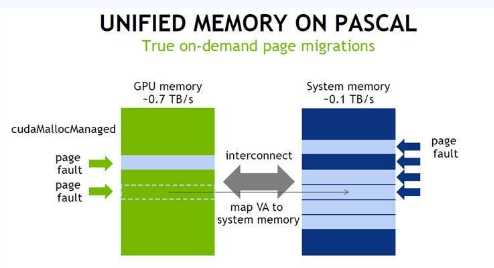 UNIFIED MEMORY ON PASCAL
True on-demand page migrations
GPU memory
~0.7 TB/s
System memory
~0.1 TB/s
cudaMallocManaged
page
fault
page
fault
interconnect
map VA to
system memory
page
fault